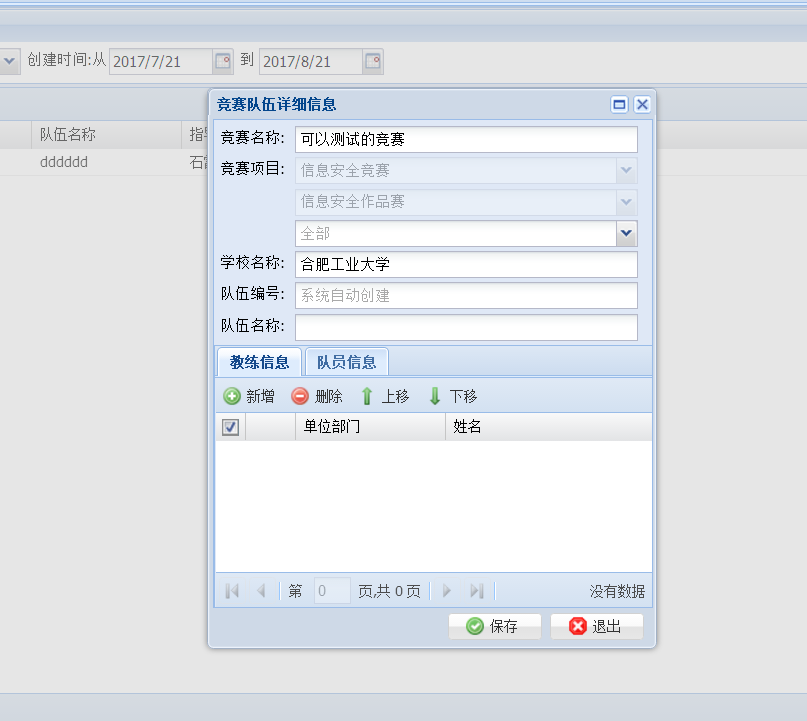 创建时间:从 2017/7/21 到 2017/8/21
队伍名称
dddddd 石
竞赛队伍详细信息
竞赛名称: 可以测试的竞赛
竞赛项目: 信息安全竞赛
信息安全作品赛
全部
学校名称: 合肥工业大学
队伍编号: 系统自动创建
队伍名称:
教练信息 队员信息
新增 删除 上移 下移
单位部门 姓名
第 0 页,共 0 页 没有数据
保存 退出